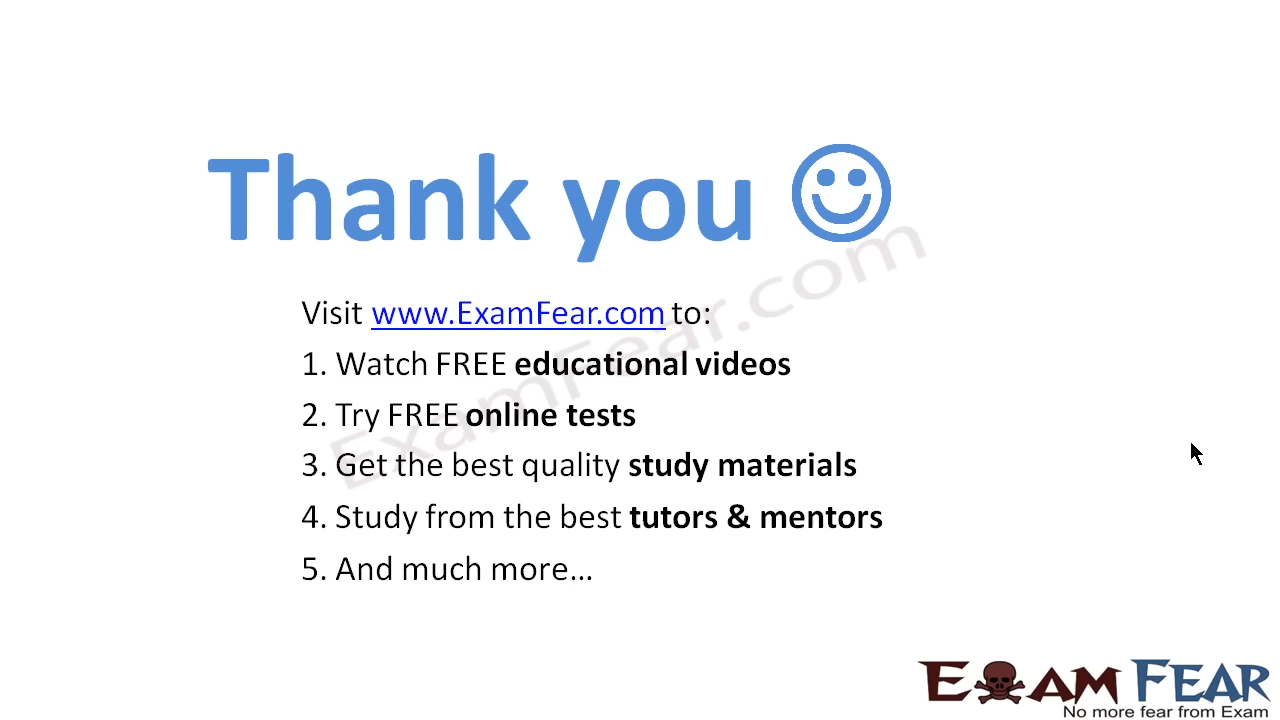 Thank you
Visit www.ExamFear.com to:
1. Watch FREE educational videos
2. Try FREE online tests
3. Get the best quality study materials
4. Study from the best tutors & mentors
5. And much more...
ExamFear.com
EXAM FEAR
No more fear from Exam